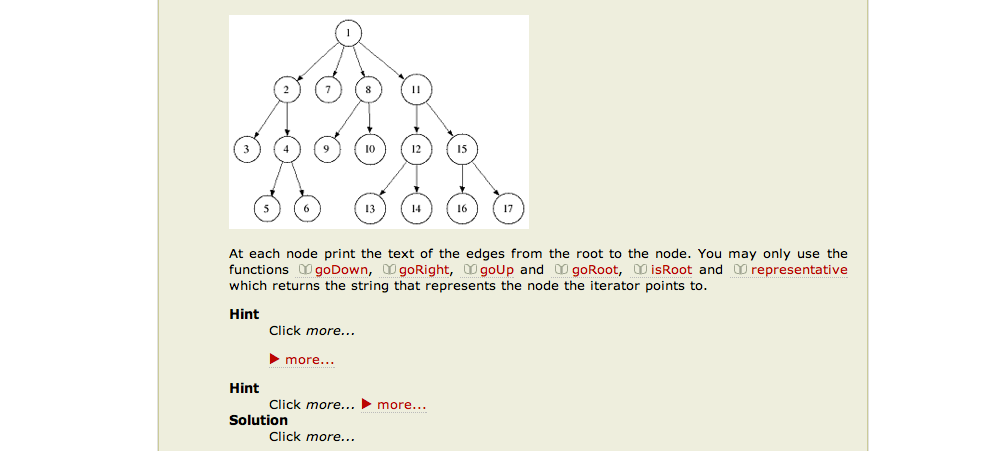 1
2 7 8 11
3 4 9 10 12 15
5 6 13 14 16 17
At each node print the text of the edges from the root to the node. You may only use the
functions goDown, goRight, goUp and goRoot, isRoot and representative
which returns the string that represents the node the iterator points to.
Hint
Click more...
more...
Hint
Click more... more...
Solution
Click more...